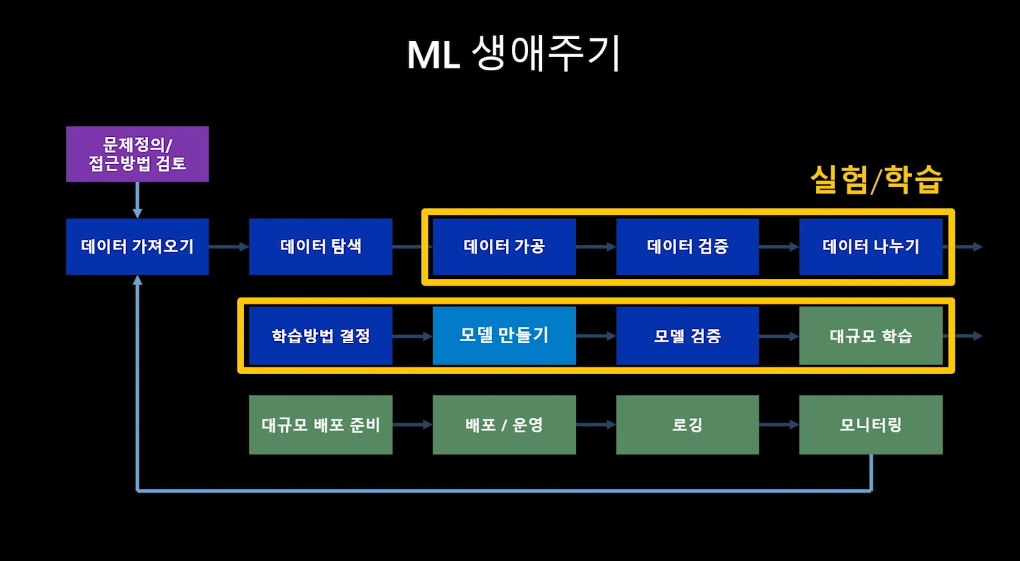 ML 생애주기
문제정의/
접근방법 검토
실험/학습
데이터 가져오기
데이터 탐색
데이터 가공
데이터 검증
데이터 나누기
학습방법 결정
모델 만들기
모델 검증
대규모 학습
대규모 배포 준비
배포 / 운영
로깅
모니터링